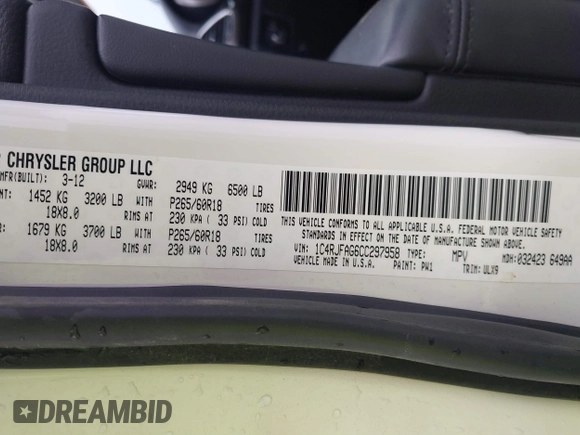 CHRYSLER GROUP LLC
MFR(BUILT): 3-12 GVWR: 2949 KG 6500 LB
1452 KG 3200 LB WITH P265/60R18 TIRES
18X8.0 RIMS AT 230 KPA ( 33 PSI) COLD
1679 KG 3700 LB WITH P265/60R18 TIRES
18X8.0 RIMS AT 230 KPA ( 33 PSI) COLD
THIS VEHICLE CONFORMS TO ALL APPLICABLE U.S.A. FEDERAL MOTOR VEHICLE SAFETY
STANDARDS IN EFFECT ON THE DATE OF MANUFACTURE SHOWN ABOVE
VIN: 1C4RJFAG6CC297958 TYPE: MPV MDH: 032423 649AA
VEHICLE MADE IN U.S.A. PAINT: PW1 TRIM: ULX9
DREAMBID